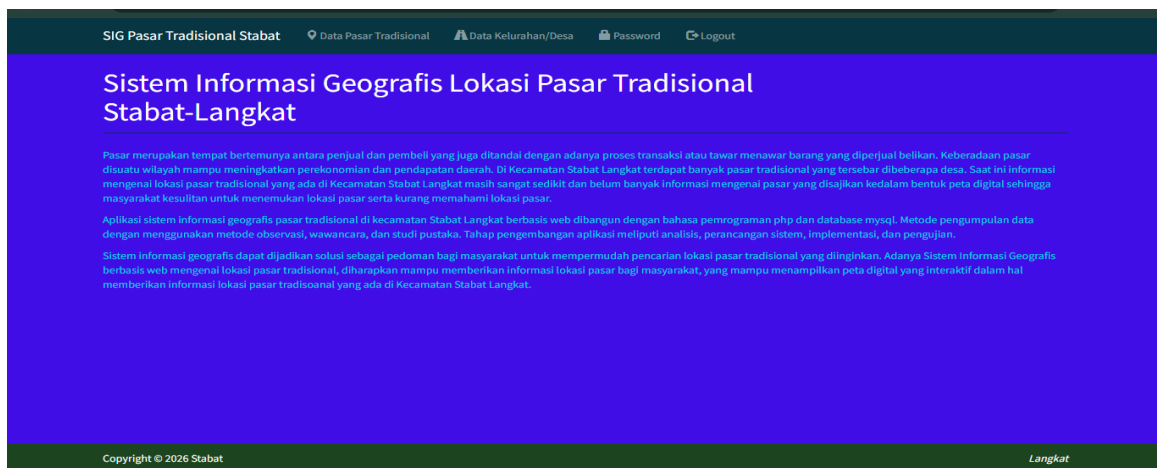 SIG Pasar Tradisional Stabat Data Pasar Tradisional Data Kelurahan/Desa Password Logout
Sistem Informasi Geografis Lokasi Pasar Tradisional
Stabat-Langkat
Pasar merupakan tempat bertemunya antara penjual dan pembeli yang juga ditandai dengan adanya proses transaksi atau tawar menawar barang yang diperjual belikan. Keberadaan pasar
disuatu wilayah mampu meningkatkan perekonomian dan pendapatan daerah. Di Kecamatan Stabat Langkat terdapat banyak pasar tradisional yang tersebar dibeberapa desa. Saat ini informasi
mengenai lokasi pasar tradisional yang ada di Kecamatan Stabat Langkat masih sangat sedikit dan belum banyak informasi mengenai pasar yang disajikan kedalam bentuk peta digital sehingga
masyarakat kesulitan untuk menemukan lokasi pasar serta kurang memahami lokasi pasar.
Aplikasi sistem informasi geografis pasar tradisional di kecamatan Stabat Langkat berbasis web dibangun dengan bahasa pemrograman php dan database mysql. Metode pengumpulan data
dengan menggunakan metode observasi, wawancara, dan studi pustaka. Tahap pengembangan aplikasi meliputi analisis, perancangan sistem, implementasi, dan pengujian.
Sistem informasi geografis dapat dijadikan solusi sebagai pedoman bagi masyarakat untuk mempermudah pencarian lokasi pasar tradisional yang diinginkan. Adanya Sistem Informasi Geografis
berbasis web mengenai lokasi pasar tradisional, diharapkan mampu memberikan informasi lokasi pasar bagi masyarakat, yang mampu menampilkan peta digital yang interaktif dalam hal
memberikan informasi lokasi pasar tradisoanal yang ada di Kecamatan Stabat Langkat.
Copyright © 2026 Stabat Langkat